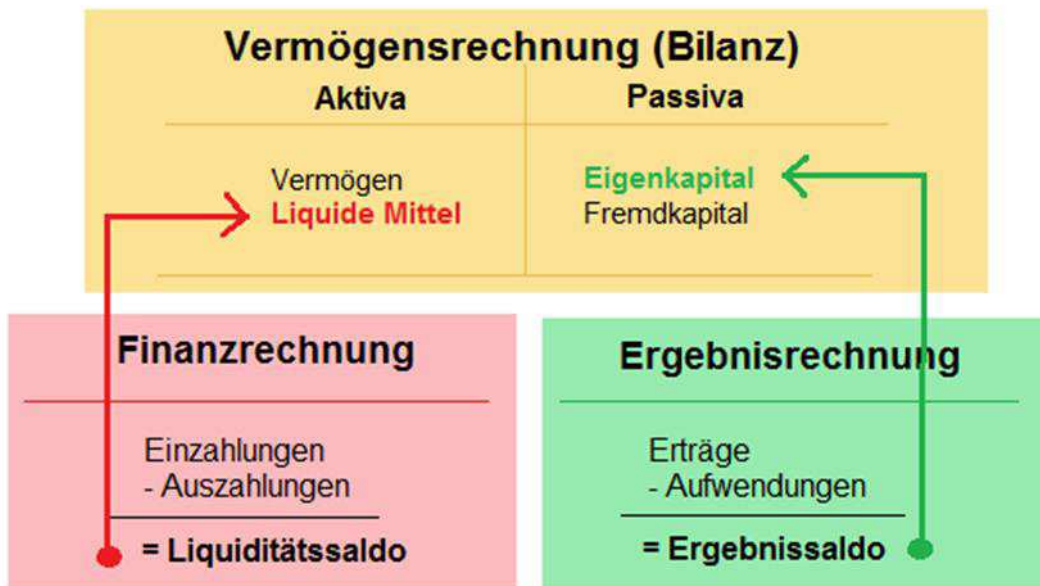 Vermögensrechnung (Bilanz)
Aktiva
Passiva
Vermögen
Liquide Mittel
Eigenkapital
Fremdkapital
Finanzrechnung
Einzahlungen
- Auszahlungen
= Liquiditätssaldo
Ergebnisrechnung
Erträge
- Aufwendungen
= Ergebnissaldo